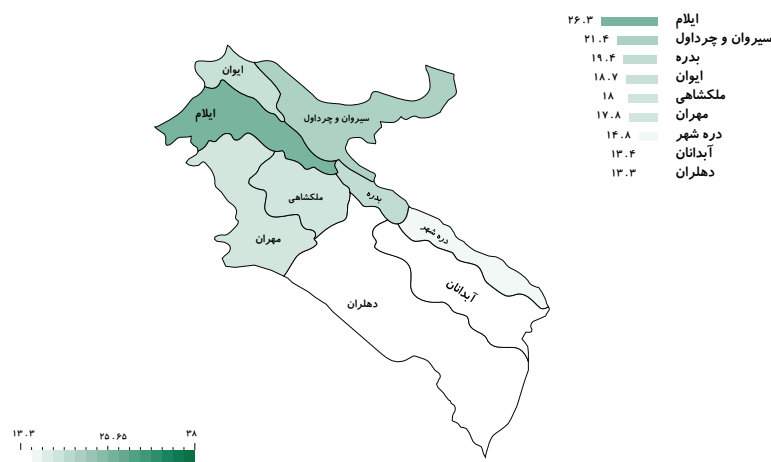 ۲۶.۳ ایلام
۲۱.۴ سیروان و چرداول
۱۹.۴ بدره
۱۸.۷ ایوان
۱۸ ملکشاهی
۱۷.۸ مهران
۱۴.۸ دره شهر
۱۳.۴ آبدانان
۱۳.۳ دهلران
ایوان
ایلام
سیروان و چرداول
ملکشاهی
بدره
مهران
دره شهر
آبدانان
دهلران
۱۳.۳ ۲۵.۶۵ ۳۸